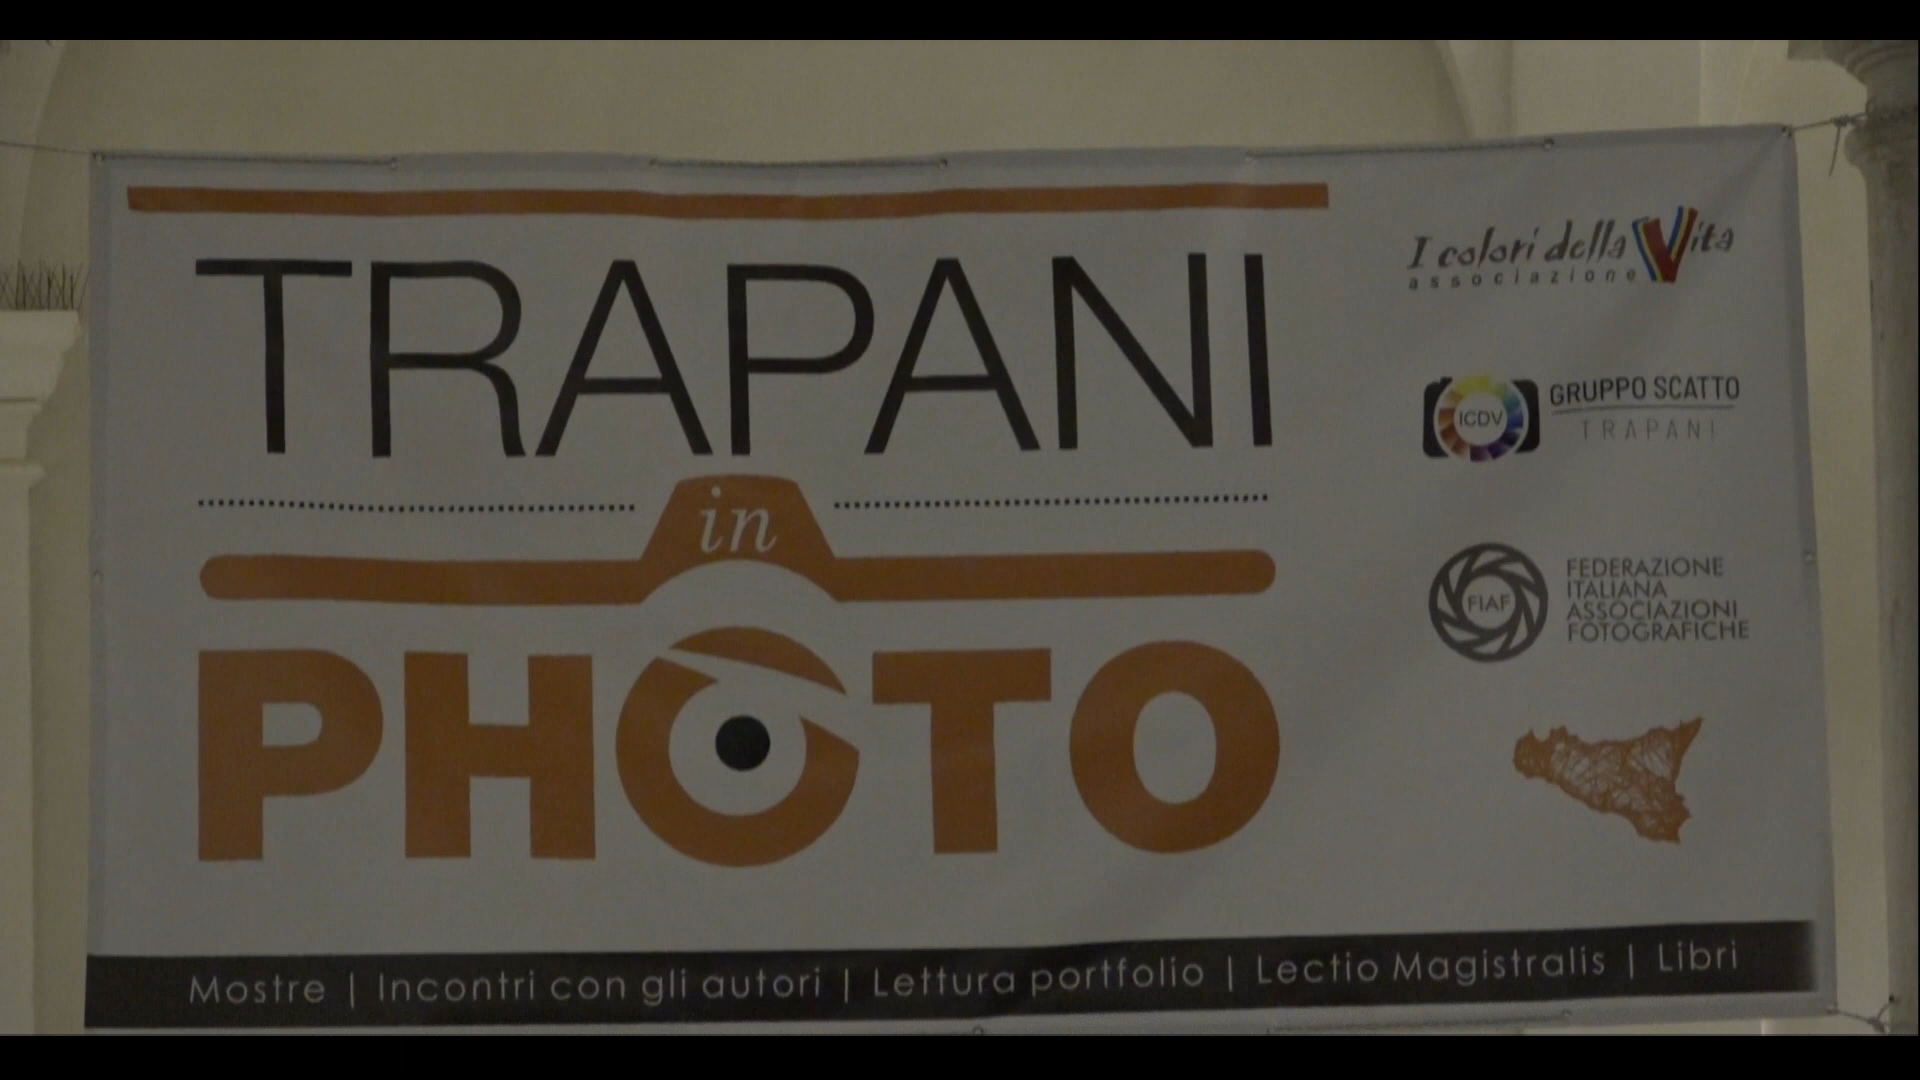 TRAPANI
in
PHOTO
I colori della Vita
associazione
ICDV
GRUPPO SCATTO
TRAPANI
FIAF
FEDERAZIONE
ITALIANA
ASSOCIAZIONI
FOTOGRAFICHE
Mostre | Incontri con gli autori | Lettura portfolio | Lectio Magistralis | Libri